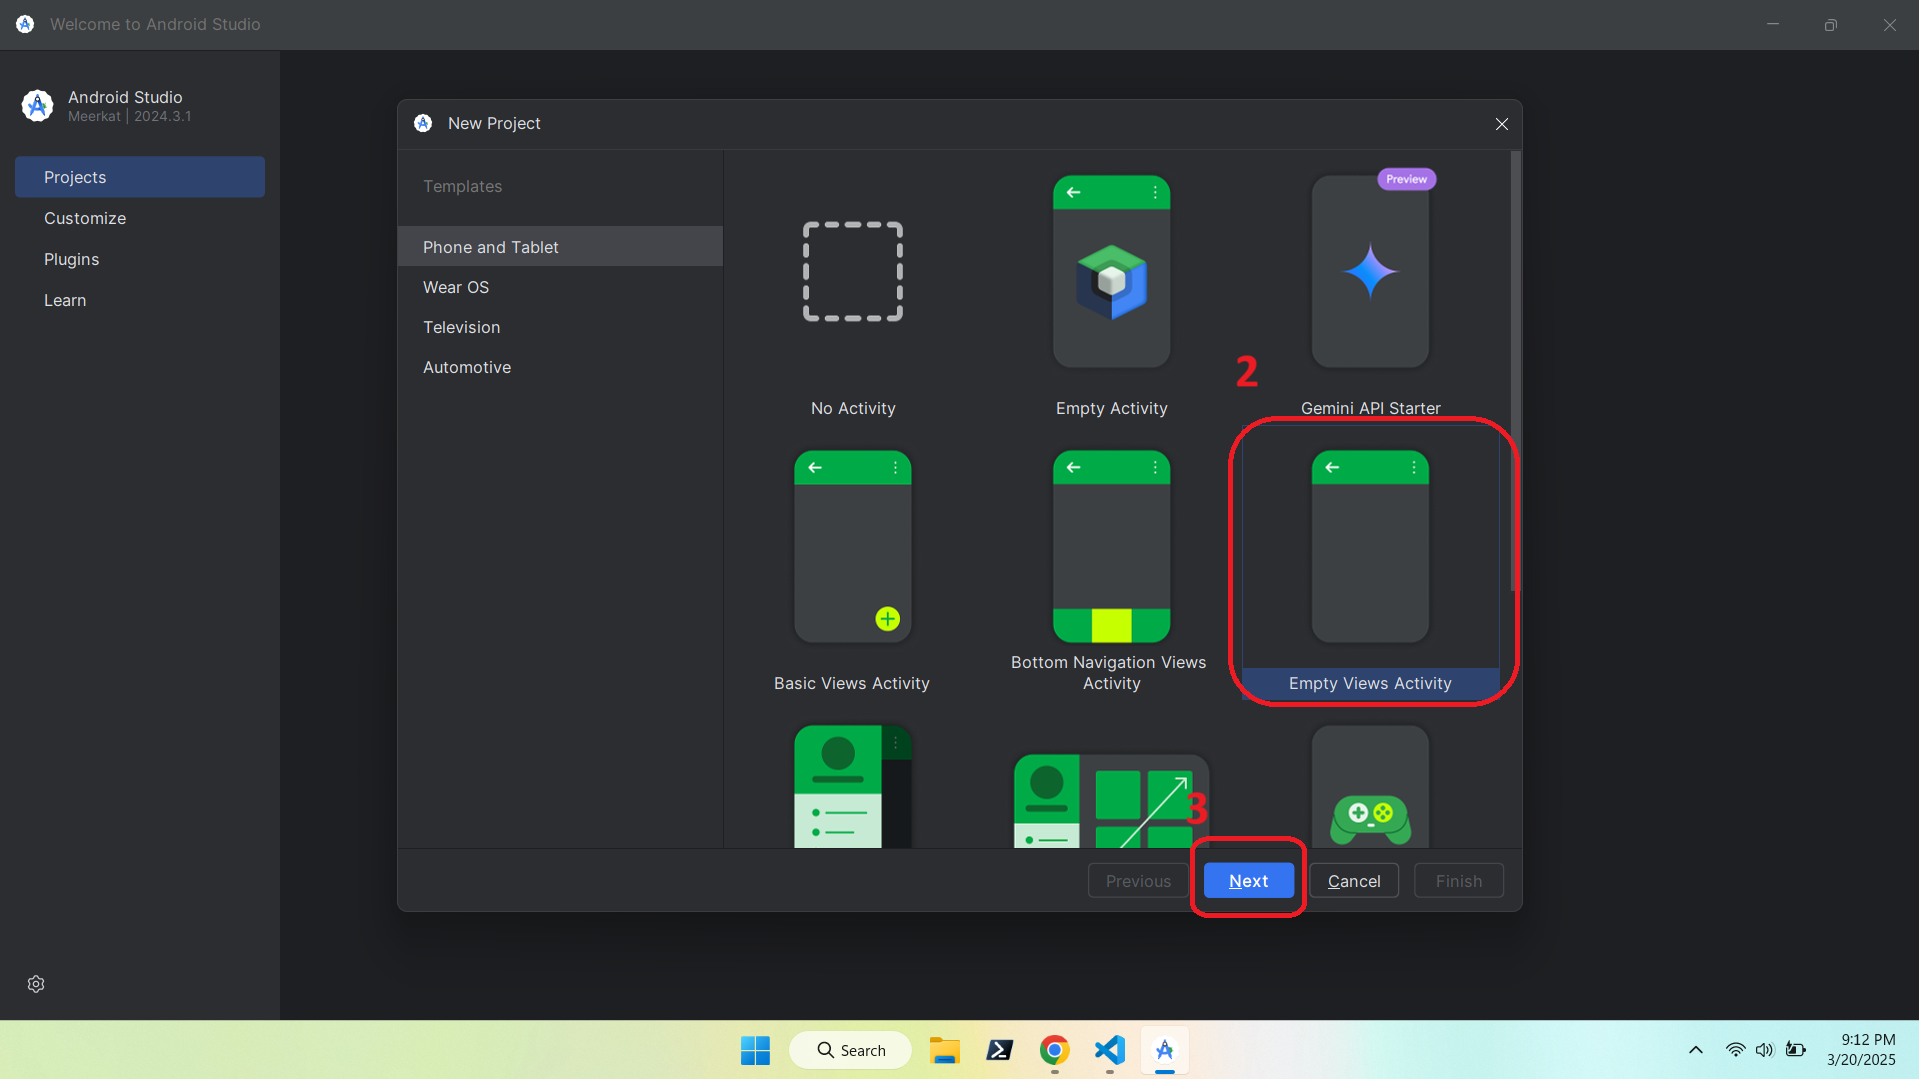 Welcome to Android Studio
Android Studio
Meerkat | 2024.3.1
Projects
Customize
Plugins
Learn
New Project
Templates
Phone and Tablet
Wear OS
Television
Automotive
Preview
No Activity
Empty Activity
2
Gemini API Starter
Basic Views Activity
Bottom Navigation Views
Activity
Empty Views Activity
3
Previous
Next
Cancel
Finish
Search
9:12 PM
3/20/2025